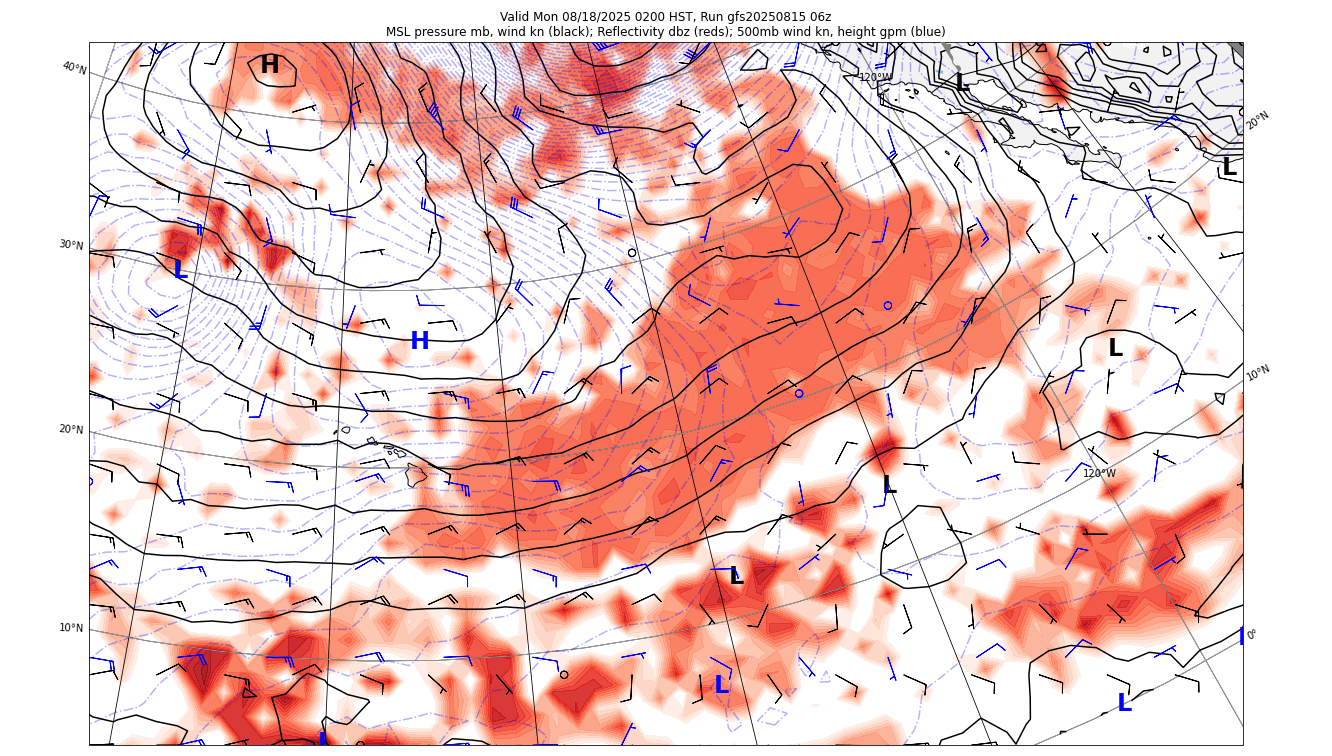 Valid Mon 08/18/2025 0200 HST, Run gfs20250815 06z
MSL pressure mb, wind kn (black); Reflectivity dbz (reds); 500mb wind kn, height gpm (blue)
40°N
H
120°W
L
20°N
L
30°N
L
H
L
10°N
20°N
120°W
L
L
10°N
0°
L
L
L